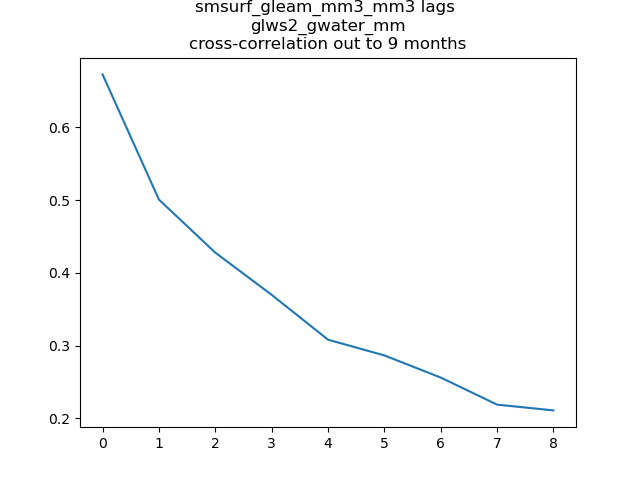 smsurf_gleam_mm3_mm3 lags
glws2_gwater_mm
cross-correlation out to 9 months
0.6
0.5
0.4
0.3
0.2
0 1 2 3 4 5 6 7 8